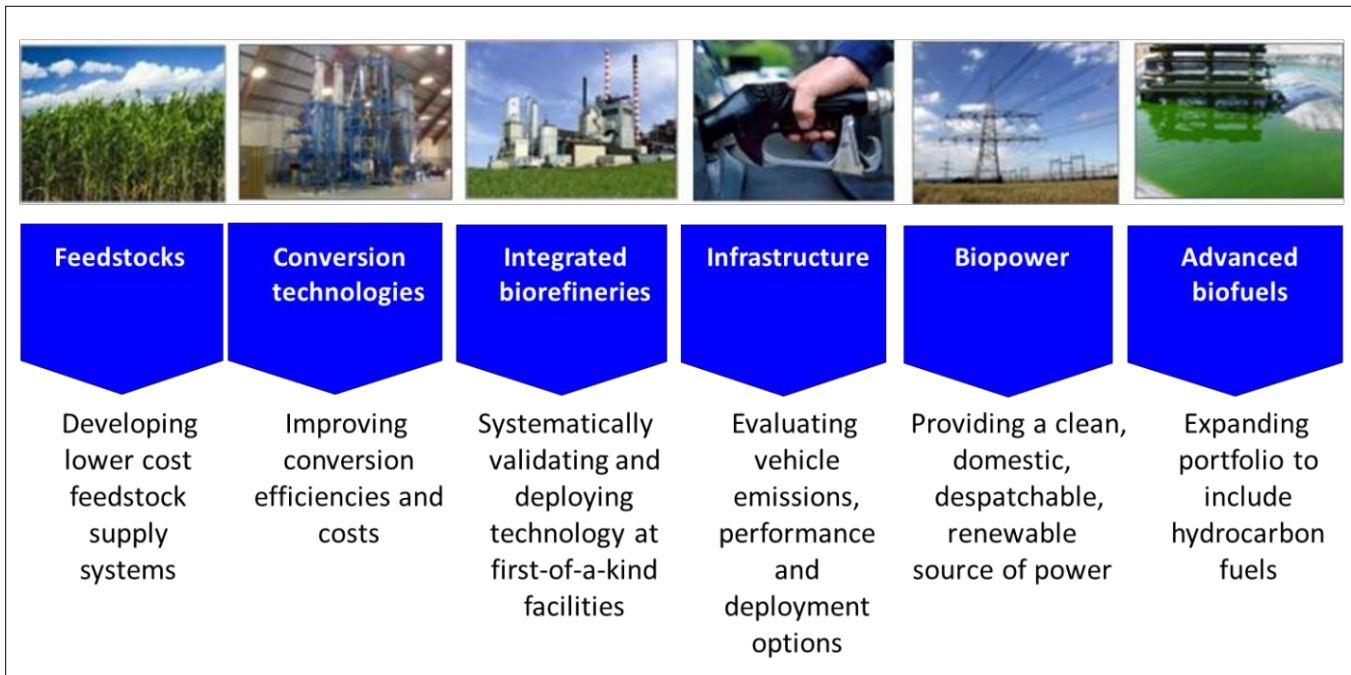 Feedstocks
Conversion
technologies
Integrated
biorefineries
Infrastructure
Biopower
Advanced
biofuels
Developing
lower cost
feedstock
supply
systems
Improving
conversion
efficiencies and
costs
Systematically
validating and
deploying
technology at
first-of-a-kind
facilities
Evaluating
vehicle
emissions,
performance
and
deployment
options
Providing a clean,
domestic,
despatchable,
renewable
source of power
Expanding
portfolio to
include
hydrocarbon
fuels